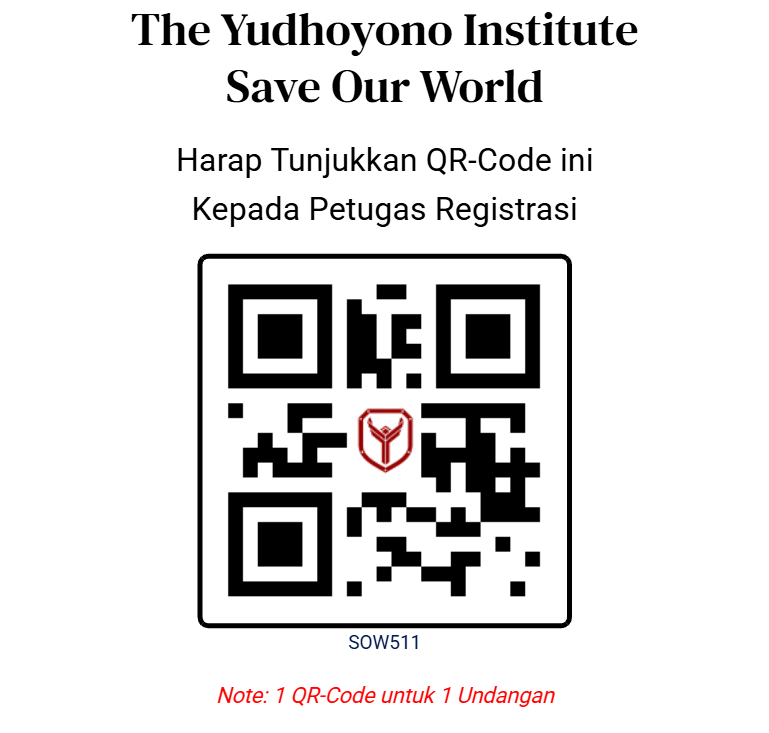 The Yudhoyono Institute
Save Our World
Harap Tunjukkan QR-Code ini
Kepada Petugas Registrasi
SOW511
Note: 1 QR-Code untuk 1 Undangan